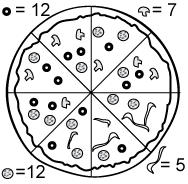 = 12
= 7
= 12
= 5